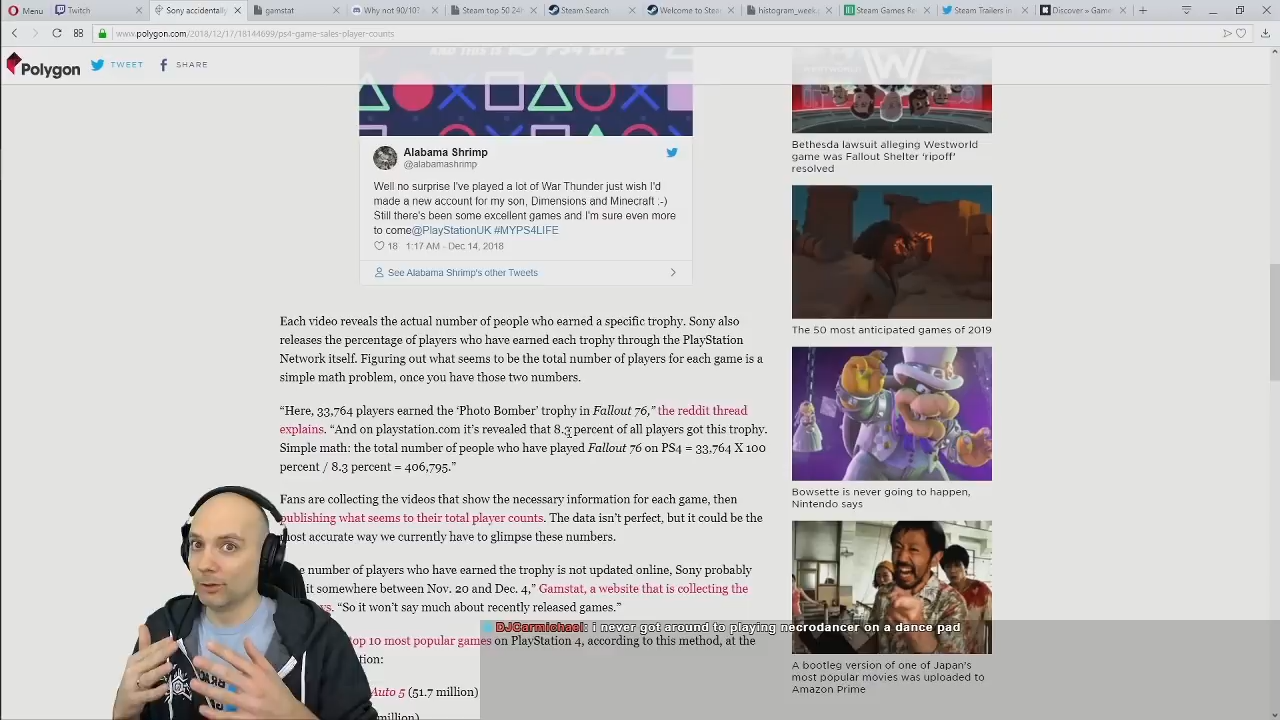 Menu
Twitch
Sony accidentally
gamstat
Why not 90/10?
Steam top 50 24h
Steam Search
Welcome to Steam
histogram_week
Steam Games Re
Steam Trailers in
Discover » Game
www.polygon.com/2018/12/17/18144699/ps4-game-sales-player-counts
Polygon
TWEET
SHARE
Alabama Shrimp
@alabamashrimp
Well no surprise I've played a lot of War Thunder just wish I'd
made a new account for my son, Dimensions and Minecraft :-)
Still there's been some excellent games and I'm sure even more
to come@PlayStationUK #MYPS4LIFE
18 1:17 AM - Dec 14, 2018
See Alabama Shrimp's other Tweets
Each video reveals the actual number of people who earned a specific trophy. Sony also
releases the percentage of players who have earned each trophy through the PlayStation
Network itself. Figuring out what seems to be the total number of players for each game is a
simple math problem, once you have those two numbers.
“Here, 33,764 players earned the ‘Photo Bomber’ trophy in Fallout 76,” the reddit thread
explains. “And on playstation.com it’s revealed that 8.3 percent of all players got this trophy.
Simple math: the total number of people who have played Fallout 76 on PS4 = 33,764 X 100
percent / 8.3 percent = 406,795.”
Fans are collecting the videos that show the necessary information for each game, then
publishing what seems to their total player counts. The data isn’t perfect, but it could be the
most accurate way we currently have to glimpse these numbers.
number of players who have earned the trophy is not updated online, Sony probably
it somewhere between Nov. 20 and Dec. 4,” Gamstat, a website that is collecting the
“So it won’t say much about recently released games.”
top 10 most popular games on PlayStation 4, according to this method, at the
Auto 5 (51.7 million)
million)
Bethesda lawsuit alleging Westworld
game was Fallout Shelter ‘ripoff’
resolved
The 50 most anticipated games of 2019
Bowsette is never going to happen,
Nintendo says
A bootleg version of one of Japan’s
most popular movies was uploaded to
Amazon Prime
DJCarmichael: i never got around to playing necrodancer on a dance pad